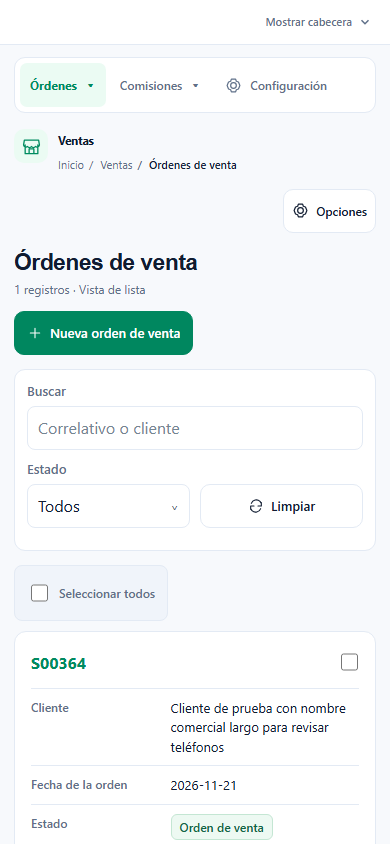 Mostrar cabecera
Órdenes
Comisiones
Configuración
Ventas
Inicio / Ventas / Órdenes de venta
Opciones
Órdenes de venta
1 registros · Vista de lista
Nueva orden de venta
Buscar
Correlativo o cliente
Estado
Todos
Limpiar
Seleccionar todos
S00364
Cliente
Cliente de prueba con nombre
comercial largo para revisar
teléfonos
Fecha de la orden
2026-11-21
Estado
Orden de venta